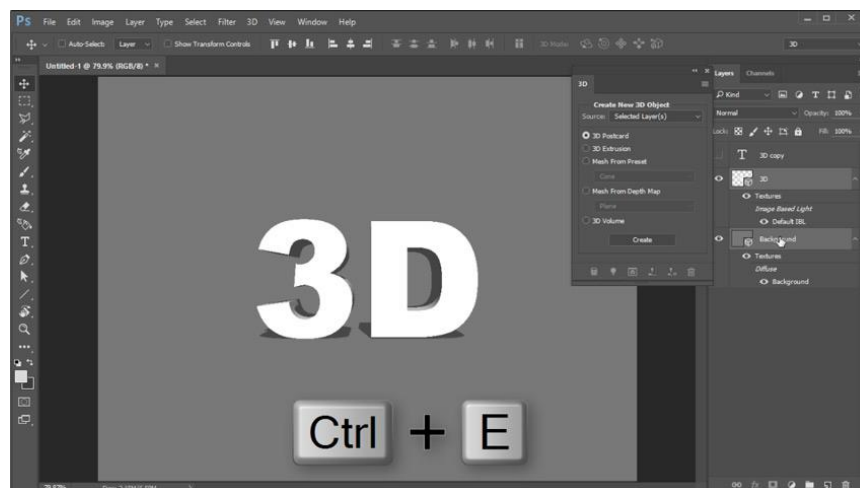 Ps File Edit Image Layer Type Select Filter 3D View Window Help
Auto-Select: Layer Show Transform Controls 3D Mode: 3D
Untitled-1 @ 79.9% (RGB/8) * ×
3D
Create New 3D Object
Source: Selected Layer(s)
3D Postcard
3D Extrusion
Mesh From Preset
Cone
Mesh From Depth Map
Plane
3D Volume
Create
Layers Channels
Kind
Normal Opacity: 100%
Lock: Fill: 100%
T 3D copy
3D
Textures
Image Based Light
Default IBL
Background
Textures
Diffuse
Background
3D
Ctrl + E